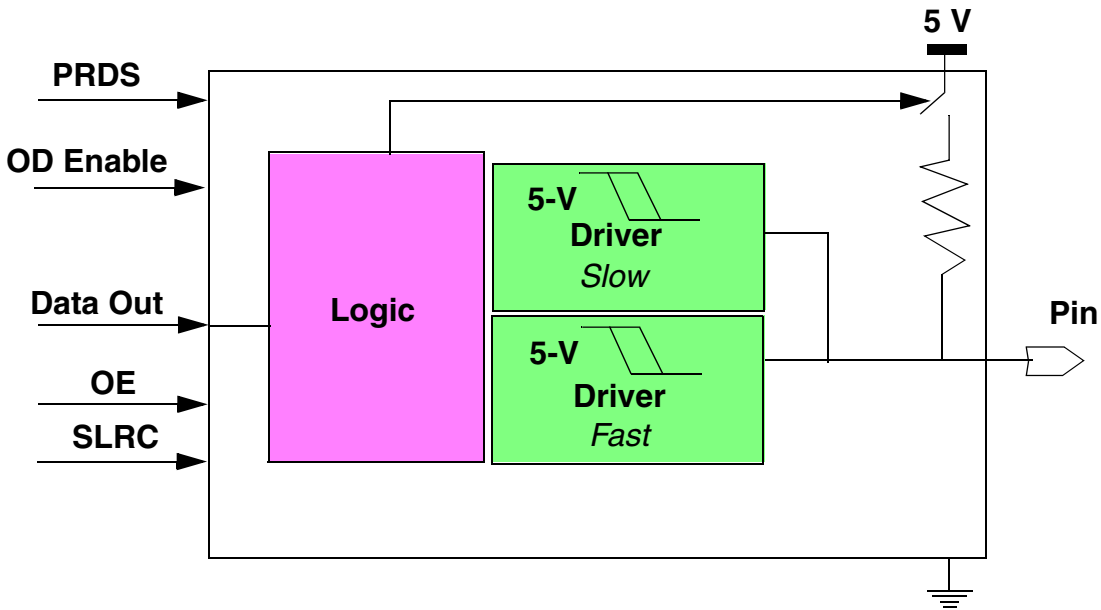 5 V
PRDS
OD Enable
5-V
Driver
Slow
Data Out
Logic
Pin
5-V
Driver
Fast
OE
SLRC